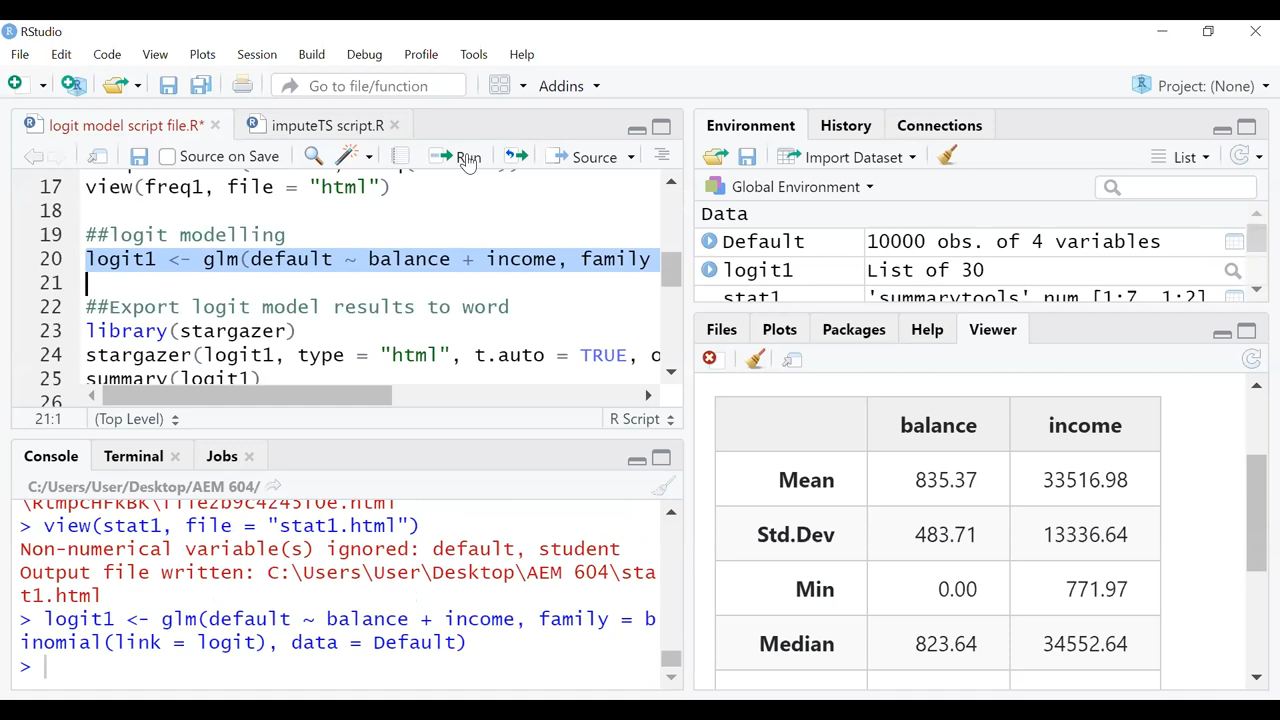 RStudio
File Edit Code View Plots Session Build Debug Profile Tools Help
Go to file/function Addins Project: (None)
logit model script file.R* imputeTS script.R
Source on Save Run Source
17 view(freq1, file = "html")
18
19 ##logit modelling
20 logit1 <- glm(default ~ balance + income, family
21
22 ##Export logit model results to word
23 library(stargazer)
24 stargazer(logit1, type = "html", t.auto = TRUE, o
25 summary(logit1)
26
21:1 (Top Level) R Script
Console Terminal Jobs
C:/Users/User/Desktop/AEM 604/
> view(stat1, file = "stat1.html")
Non-numerical variable(s) ignored: default, student
Output file written: C:\Users\User\Desktop\AEM 604\sta
t1.html
> logit1 <- glm(default ~ balance + income, family = b
inomial(link = logit), data = Default)
>
Environment History Connections
Import Dataset List
Global Environment
Data
Default 10000 obs. of 4 variables
logit1 List of 30
stat1 'summarytools' num [1:7, 1:2]
Files Plots Packages Help Viewer
balance income
Mean 835.37 33516.98
Std.Dev 483.71 13336.64
Min 0.00 771.97
Median 823.64 34552.64